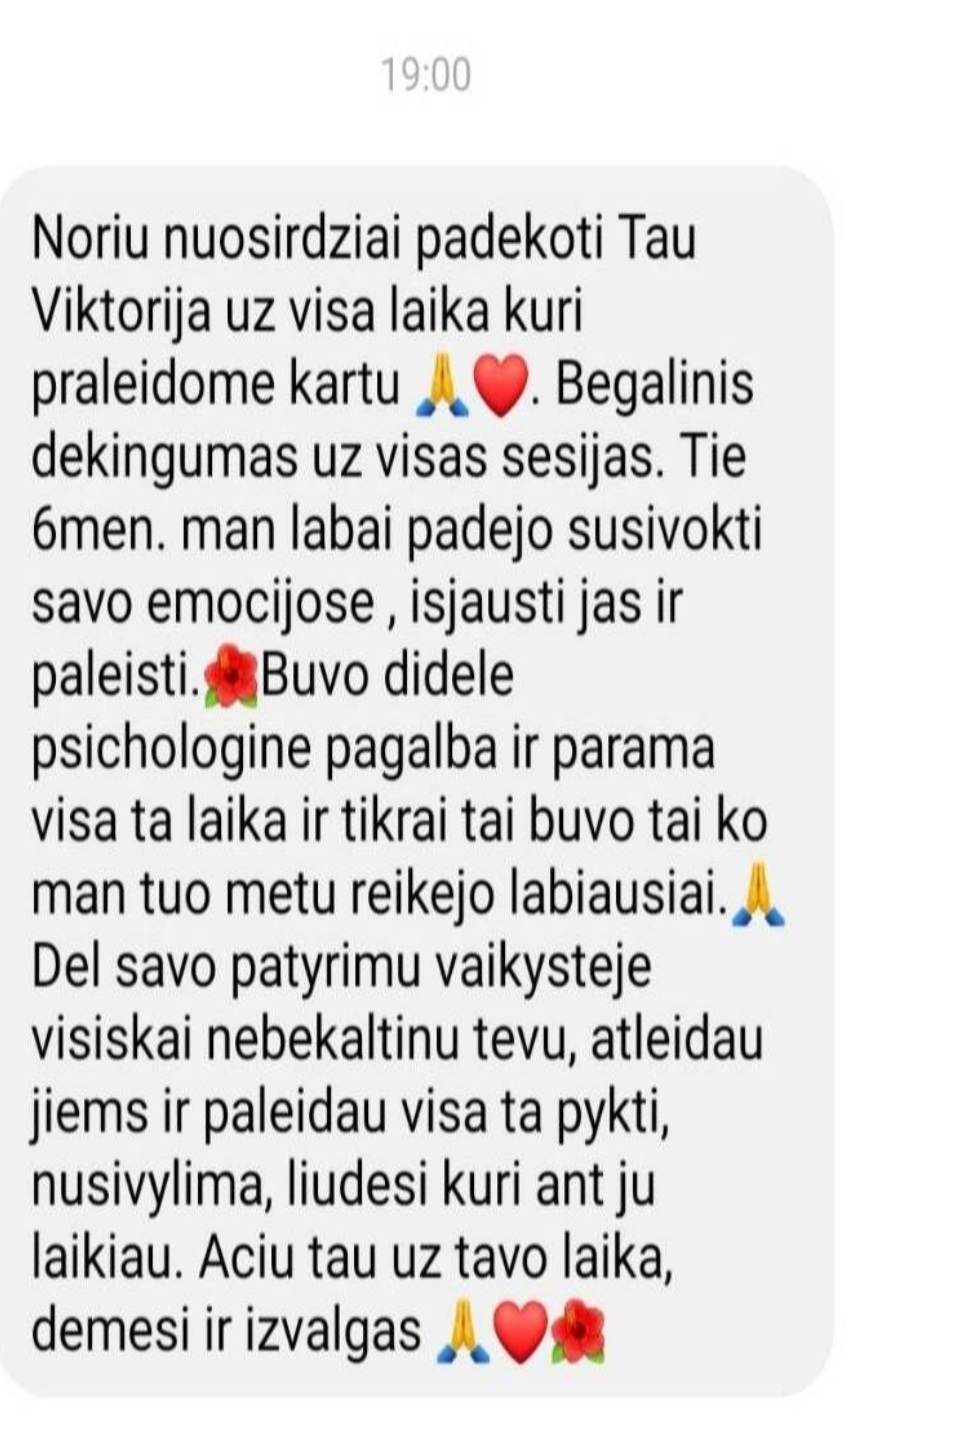 19:00
Noriu nuosirdziai padekoti Tau
Viktorija uz visa laika kuri
praleidome kartu 🙏❤️. Begalinis
dekingumas uz visas sesijas. Tie
6men. man labai padejo susivokti
savo emocijose , isjausti jas ir
paleisti.🌺Buvo didele
psichologine pagalba ir parama
visa ta laika ir tikrai tai buvo tai ko
man tuo metu reikejo labiausiai.🙏
Del savo patyrimu vaikysteje
visiskai nebekaltinu tevu, atleidau
jiems ir paleidau visa ta pykti,
nusivylima, liudesi kuri ant ju
laikiau. Aciu tau uz tavo laika,
demesi ir izvalgas 🙏❤️🌺